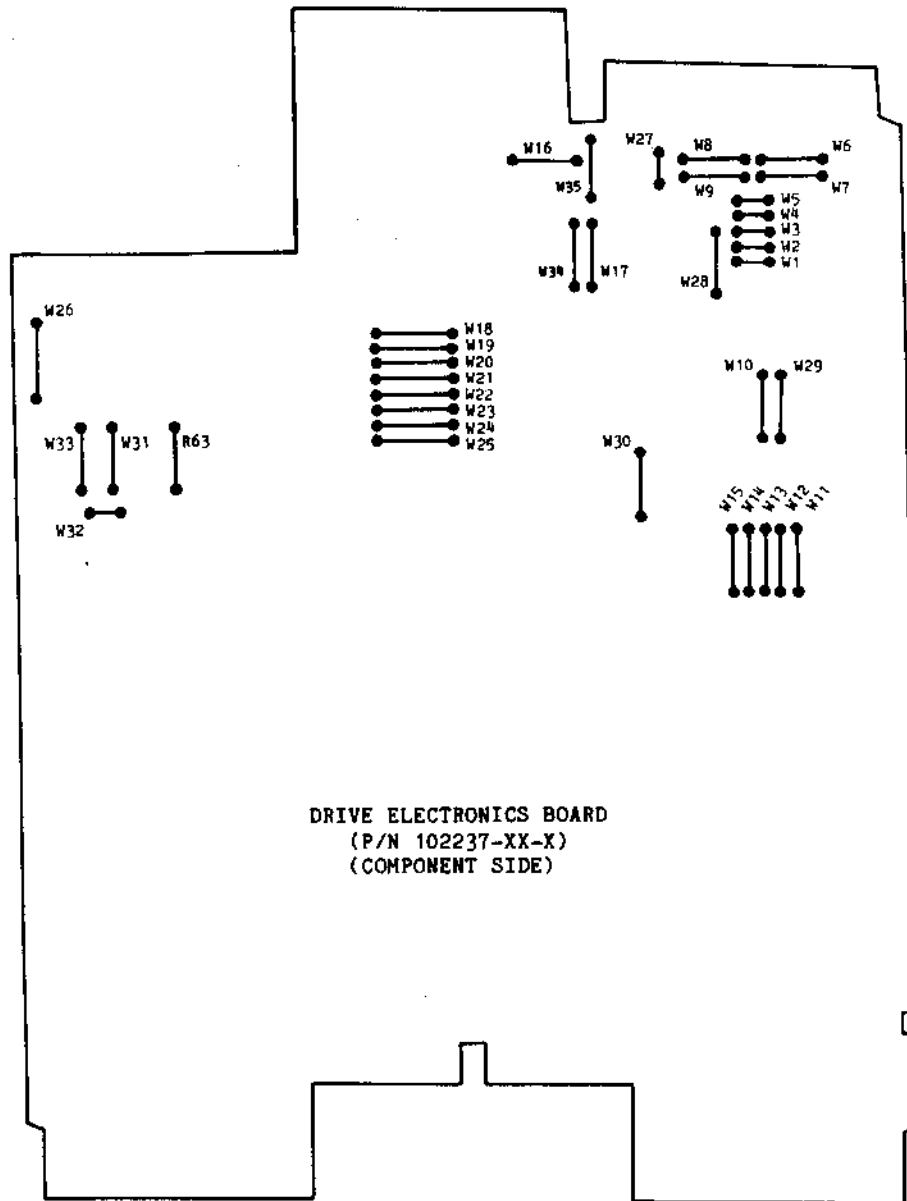 W16
W35
W27
W8
W6
W9
W7
W5
W4
W3
W2
W1
W34
W17
W28
W26
W18
W19
W20
W21
W22
W23
W24
W25
W10
W29
W33
W31
R63
W30
W32
W15
W14
W13
W12
W11
DRIVE ELECTRONICS BOARD
(P/N 102237-XX-X)
(COMPONENT SIDE)